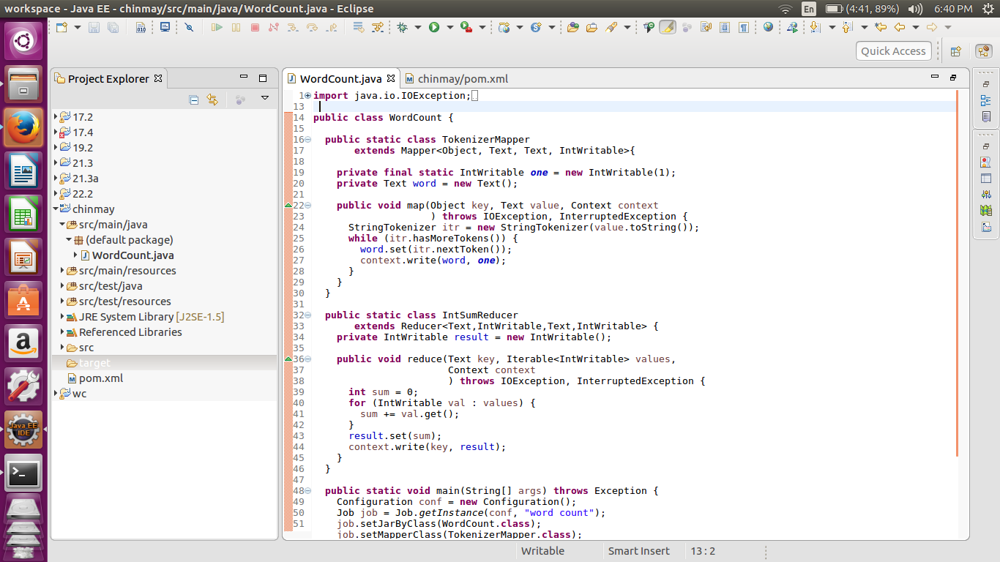 workspace - Java EE - chinmay/src/main/java/WordCount.java - Eclipse
En (4:41, 89%) 6:40 PM
Quick Access
Project Explorer
17.2
17.4
19.2
21.3
21.3a
22.2
chinmay
src/main/java
(default package)
WordCount.java
src/main/resources
src/test/java
src/test/resources
JRE System Library [J2SE-1.5]
Referenced Libraries
src
target
pom.xml
wc
Java EE
IDE
WordCount.java chinmay/pom.xml
1 import java.io.IOException;
13
14 public class WordCount {
15
16 public static class TokenizerMapper
17 extends Mapper<Object, Text, Text, IntWritable>{
18
19 private final static IntWritable one = new IntWritable(1);
20 private Text word = new Text();
21
22 public void map(Object key, Text value, Context context
23 ) throws IOException, InterruptedException {
24 StringTokenizer itr = new StringTokenizer(value.toString());
25 while (itr.hasMoreTokens()) {
26 word.set(itr.nextToken());
27 context.write(word, one);
28 }
29 }
30 }
31
32 public static class IntSumReducer
33 extends Reducer<Text,IntWritable,Text,IntWritable> {
34 private IntWritable result = new IntWritable();
35
36 public void reduce(Text key, Iterable<IntWritable> values,
37 Context context
38 ) throws IOException, InterruptedException {
39 int sum = 0;
40 for (IntWritable val : values) {
41 sum += val.get();
42 }
43 result.set(sum);
44 context.write(key, result);
45 }
46 }
47
48 public static void main(String[] args) throws Exception {
49 Configuration conf = new Configuration();
50 Job job = Job.getInstance(conf, "word count");
51 job.setJarByClass(WordCount.class);
job.setMapperClass(TokenizerMapper.class);
Writable Smart Insert 13 : 2